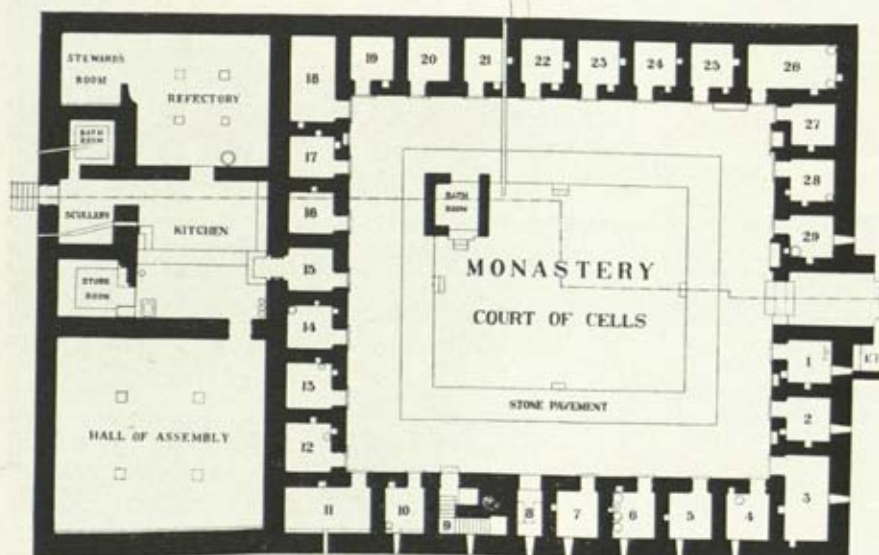 STEWARDS
ROOM
REFECTORY
BATH
ROOM
SCULLERY
KITCHEN
STORE
ROOM
HALL OF ASSEMBLY
18
17
16
15
14
13
12
11
19
20
21
22
23
24
25
26
27
28
29
BATH
ROOM
MONASTERY
COURT OF CELLS
STONE PAVEMENT
1
2
3
10
9
8
7
6
5
4